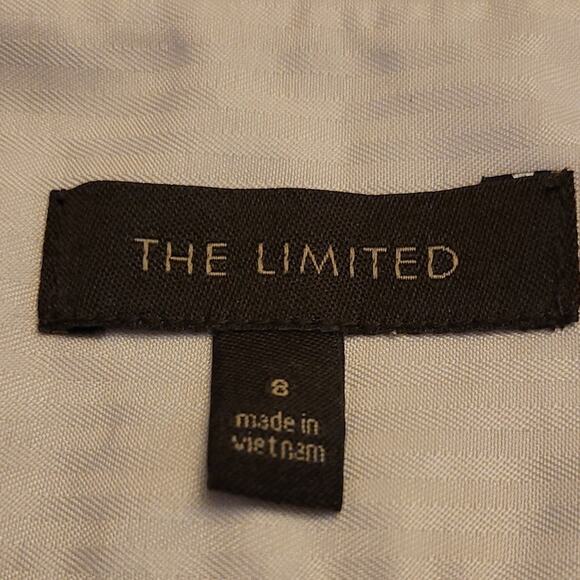 THE LIMITED
8
made in
vietnam